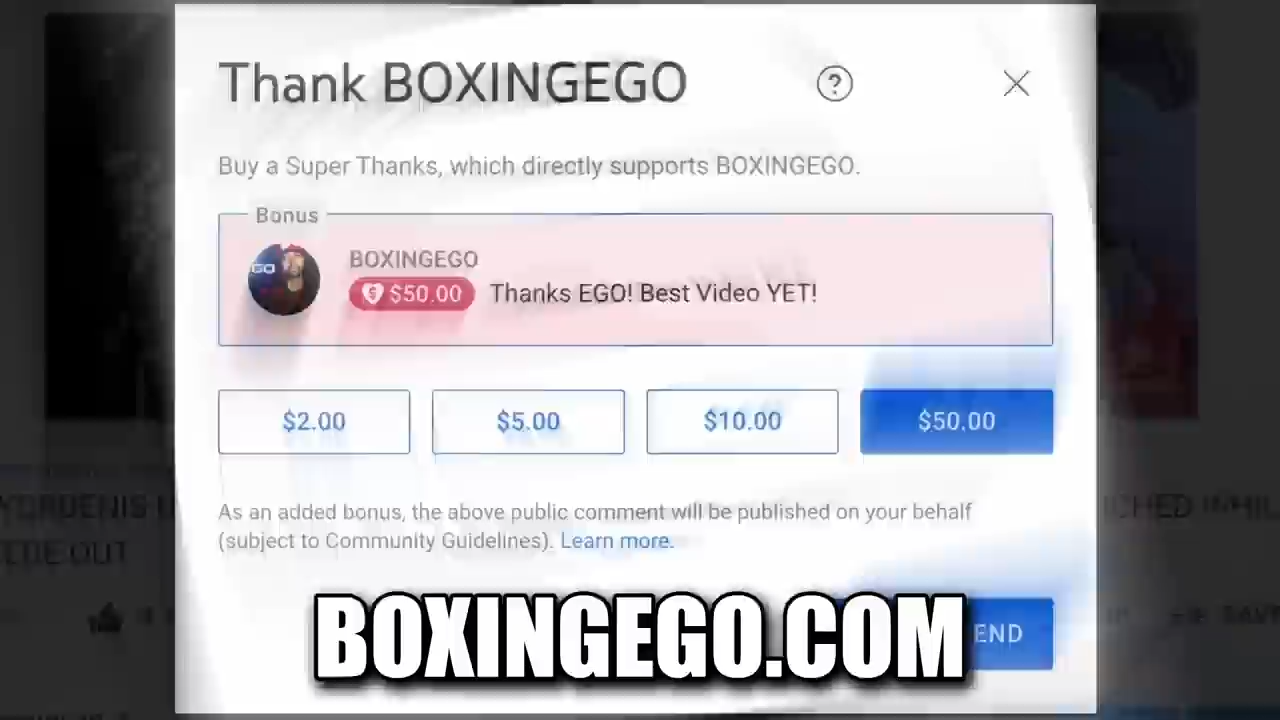 Thank BOXINGEGO
?
Buy a Super Thanks, which directly supports BOXINGEGO.
Bonus
GO
BOXINGEGO
$50.00 Thanks EGO! Best Video YET!
$2.00 $5.00 $10.00 $50.00
As an added bonus, the above public comment will be published on your behalf
(subject to Community Guidelines). Learn more.
BOXINGEGO.COM
END